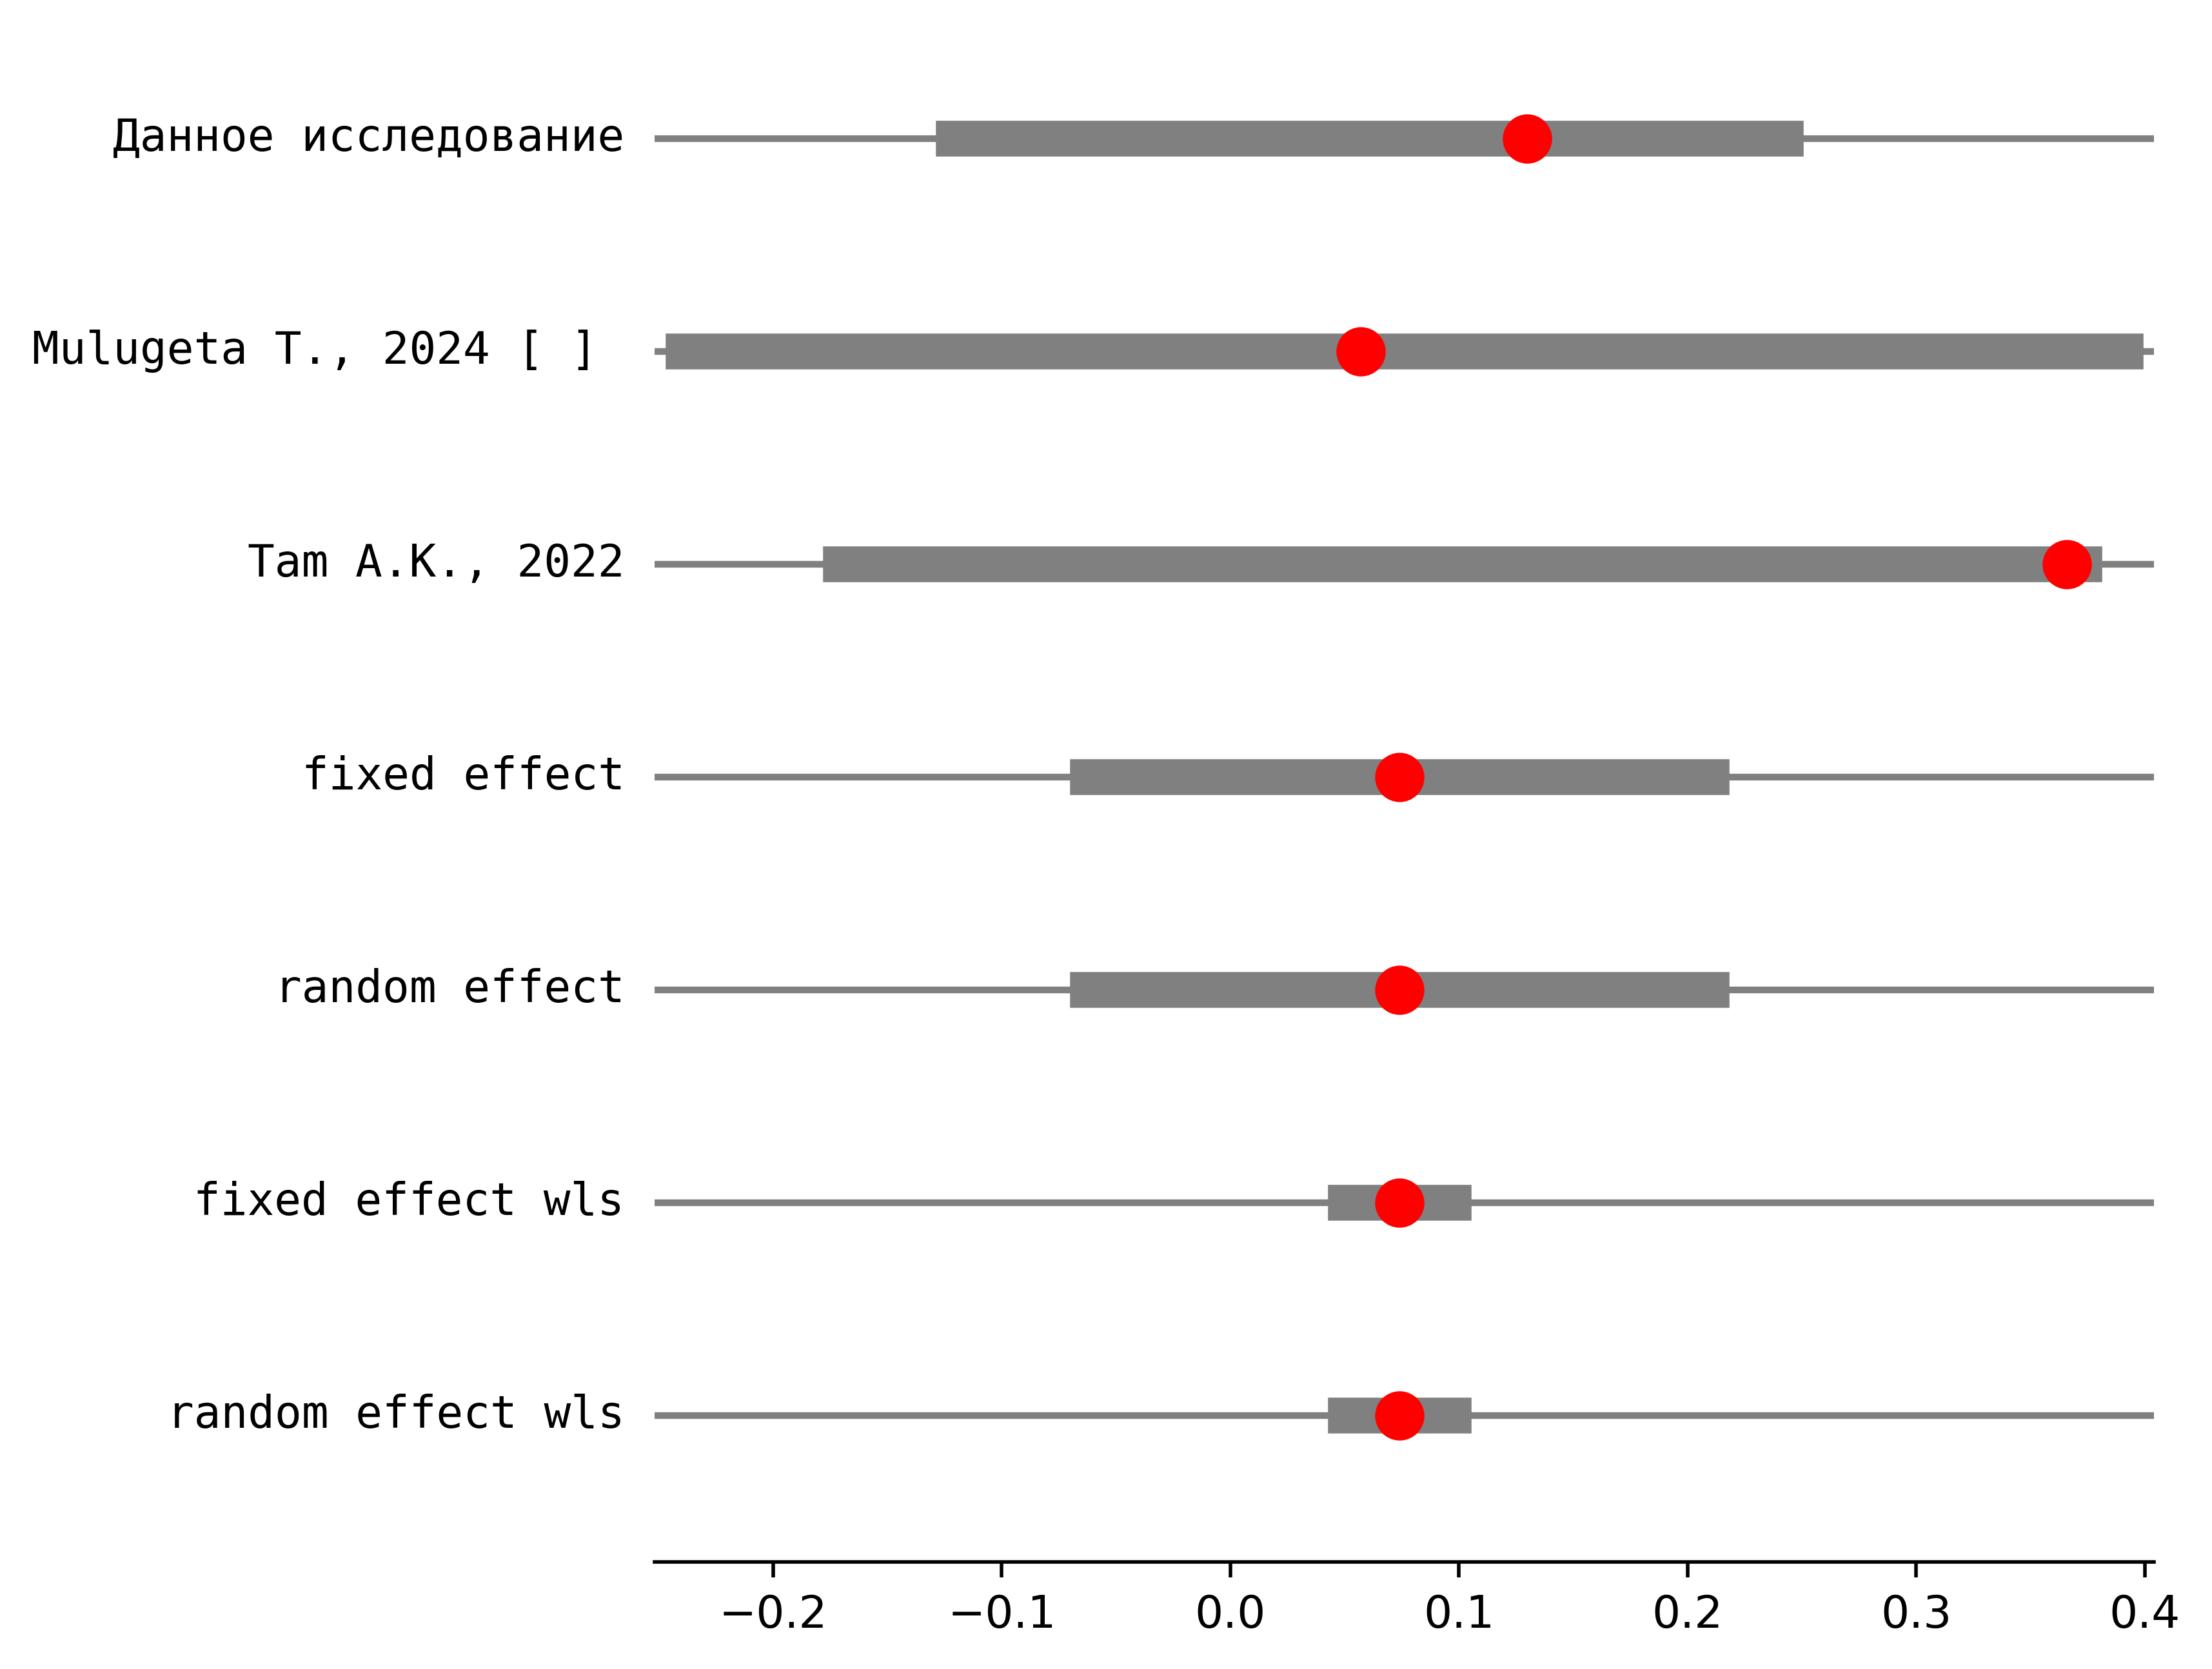 Данное исследование
Mulugeta T., 2024 [ ]
Tam A.K., 2022
fixed effect
random effect
fixed effect wls
random effect wls
−0.2 −0.1 0.0 0.1 0.2 0.3 0.4